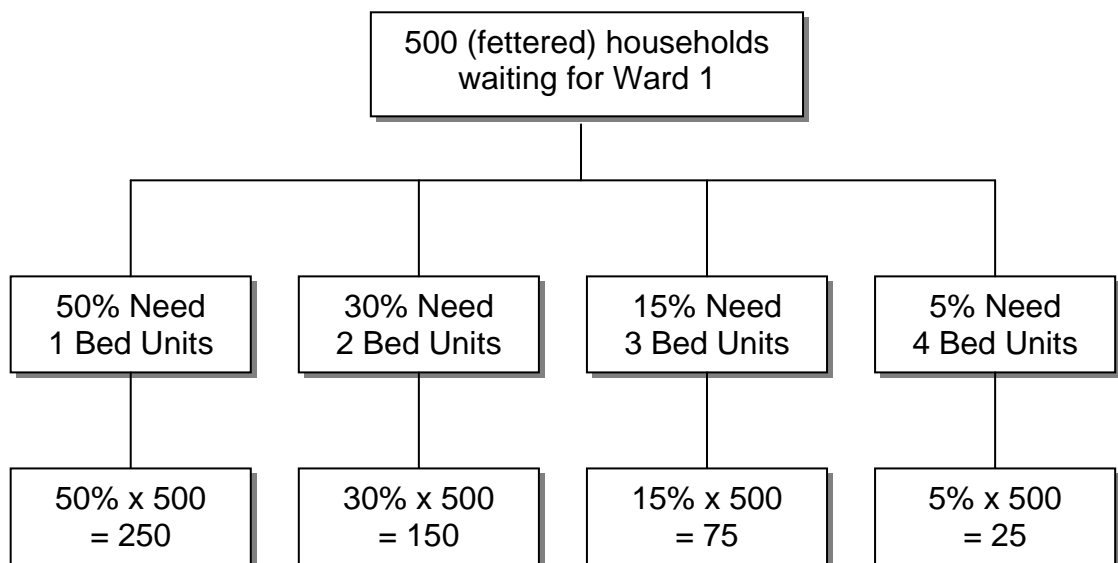 500 (fettered) households
waiting for Ward 1
50% Need
1 Bed Units
30% Need
2 Bed Units
15% Need
3 Bed Units
5% Need
4 Bed Units
50% x 500
= 250
30% x 500
= 150
15% x 500
= 75
5% x 500
= 25